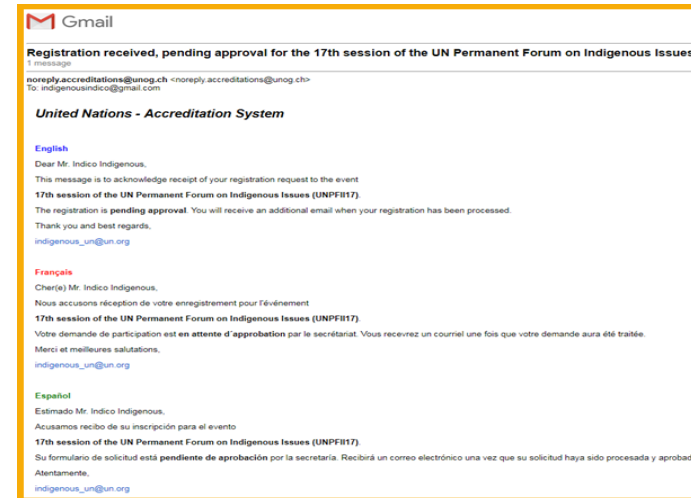 Gmail
Registration received, pending approval for the 17th session of the UN Permanent Forum on Indigenous Issues
1 message
noreply.accreditations@unog.ch <noreply.accreditations@unog.ch>
To: indigenousindico@gmail.com
United Nations - Accreditation System
English
Dear Mr. Indico Indigenous,
This message is to acknowledge receipt of your registration request to the event
17th session of the UN Permanent Forum on Indigenous Issues (UNPFII17).
The registration is pending approval. You will receive an additional email when your registration has been processed.
Thank you and best regards,
indigenous_un@un.org
Français
Cher(e) Mr. Indico Indigenous,
Nous accusons réception de votre enregistrement pour l'événement
17th session of the UN Permanent Forum on Indigenous Issues (UNPFII17).
Votre demande de participation est en attente d´approbation par le secrétariat. Vous recevrez un courriel une fois que votre demande aura été traitée.
Merci et meilleures salutations,
indigenous_un@un.org
Español
Estimado Mr. Indico Indigenous,
Acusamos recibo de su inscripción para el evento
17th session of the UN Permanent Forum on Indigenous Issues (UNPFII17).
Su formulario de solicitud está pendiente de aprobación por la secretaría. Recibirá un correo electrónico una vez que su solicitud haya sido procesada y aprobad
Atentamente,
indigenous_un@un.org